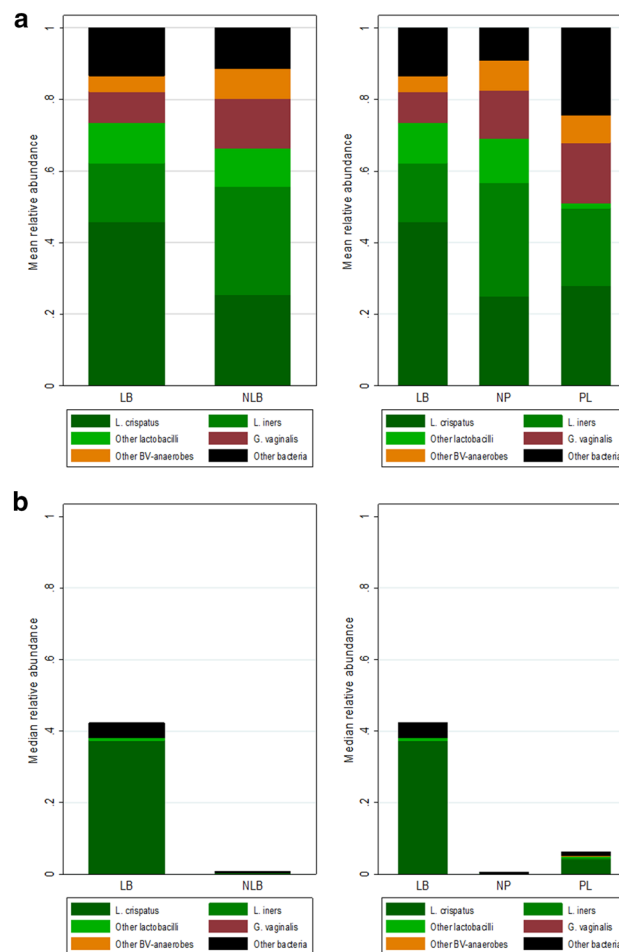 a
Mean relative abundance
1
.8
.6
.4
.2
0
LB NLB
L. crispatus L. iners
Other lactobacilli G. vaginalis
Other BV-anaerobes Other bacteria
Mean relative abundance
1
.8
.6
.4
.2
0
LB NP PL
L. crispatus L. iners
Other lactobacilli G. vaginalis
Other BV-anaerobes Other bacteria
b
Median relative abundance
1
.8
.6
.4
.2
0
LB NLB
L. crispatus L. iners
Other lactobacilli G. vaginalis
Other BV-anaerobes Other bacteria
Median relative abundance
1
.8
.6
.4
.2
0
LB NP PL
L. crispatus L. iners
Other lactobacilli G. vaginalis
Other BV-anaerobes Other bacteria